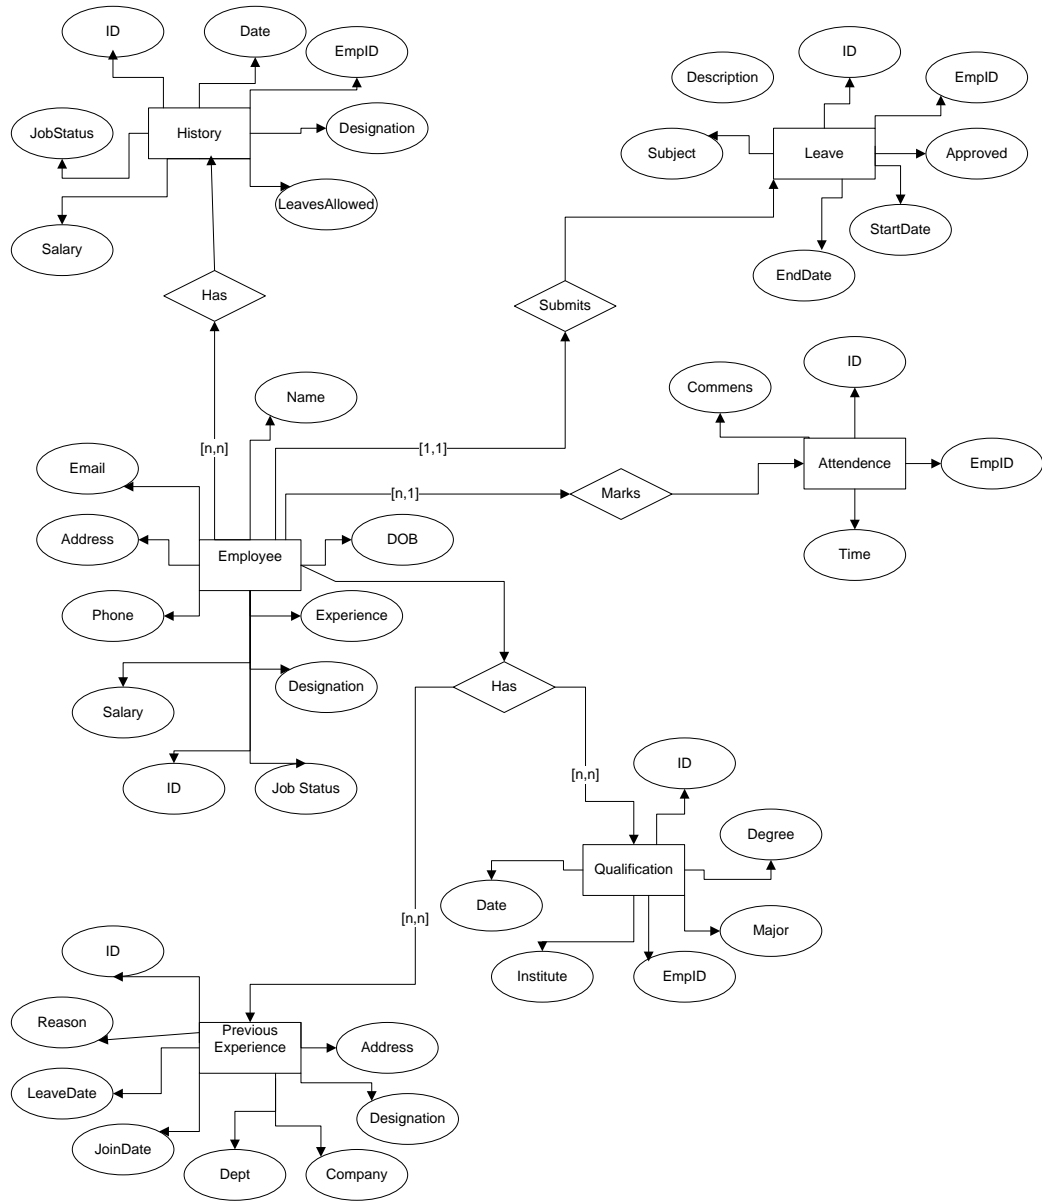 ID
Date
EmpID
ID
Description
EmpID
JobStatus
History
Designation
Subject
Leave
Approved
LeavesAllowed
Salary
StartDate
EndDate
Has
Submits
ID
Commens
Name
[n,n]
[1,1]
Email
Attendence
EmpID
[n,1]
Marks
Address
Employee
DOB
Time
Phone
Experience
Has
Designation
Salary
ID
[n,n]
ID
Job Status
Degree
Qualification
Date
[n,n]
Major
ID
Institute
EmpID
Reason
Previous
Experience
Address
LeaveDate
Designation
JoinDate
Dept
Company